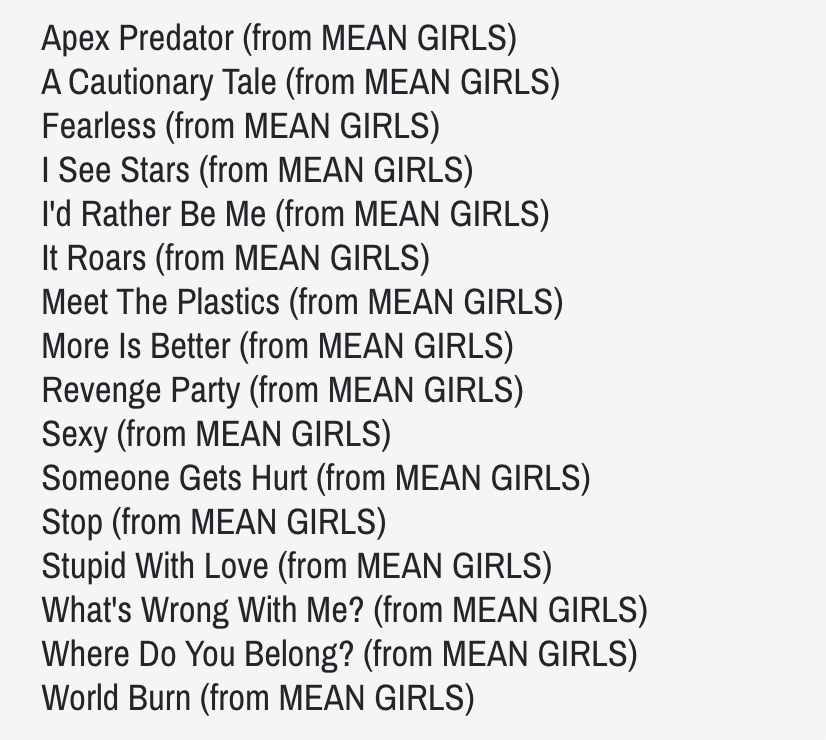 Apex Predator (from MEAN GIRLS)
A Cautionary Tale (from MEAN GIRLS)
Fearless (from MEAN GIRLS)
I See Stars (from MEAN GIRLS)
I'd Rather Be Me (from MEAN GIRLS)
It Roars (from MEAN GIRLS)
Meet The Plastics (from MEAN GIRLS)
More Is Better (from MEAN GIRLS)
Revenge Party (from MEAN GIRLS)
Sexy (from MEAN GIRLS)
Someone Gets Hurt (from MEAN GIRLS)
Stop (from MEAN GIRLS)
Stupid With Love (from MEAN GIRLS)
What's Wrong With Me? (from MEAN GIRLS)
Where Do You Belong? (from MEAN GIRLS)
World Burn (from MEAN GIRLS)